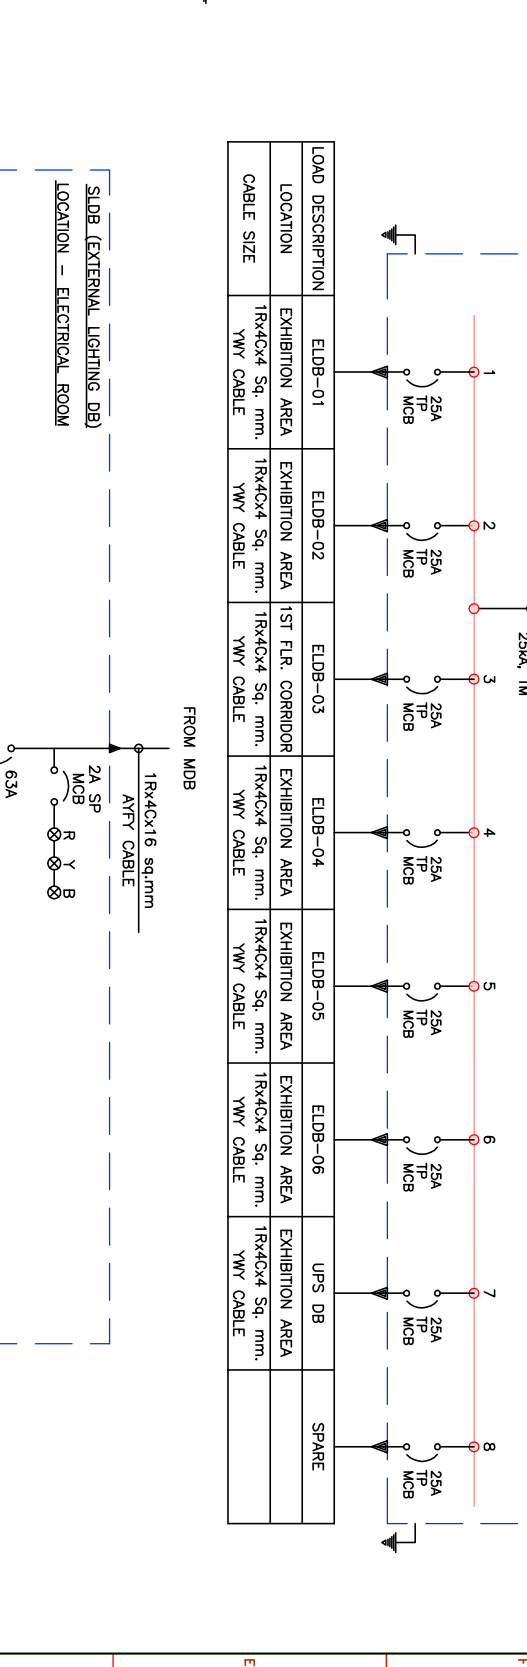 25kA, TM
1
2
3
4
5
6
7
8
25A
TP
MCB
25A
TP
MCB
25A
TP
MCB
25A
TP
MCB
25A
TP
MCB
25A
TP
MCB
25A
TP
MCB
25A
TP
MCB
LOAD DESCRIPTION
ELDB-01
ELDB-02
ELDB-03
ELDB-04
ELDB-05
ELDB-06
UPS DB
SPARE
LOCATION
EXHIBITION AREA
EXHIBITION AREA
1ST FLR. CORRIDOR
EXHIBITION AREA
EXHIBITION AREA
EXHIBITION AREA
EXHIBITION AREA
CABLE SIZE
1Rx4Cx4 Sq. mm.
YWY CABLE
1Rx4Cx4 Sq. mm.
YWY CABLE
1Rx4Cx4 Sq. mm.
YWY CABLE
1Rx4Cx4 Sq. mm.
YWY CABLE
1Rx4Cx4 Sq. mm.
YWY CABLE
1Rx4Cx4 Sq. mm.
YWY CABLE
1Rx4Cx4 Sq. mm.
YWY CABLE
E
FROM MDB
1Rx4Cx16 sq.mm
AYFY CABLE
SLDB (EXTERNAL LIGHTING DB)
LOCATION - ELECTRICAL ROOM
2A SP
MCB
R Y B
63A